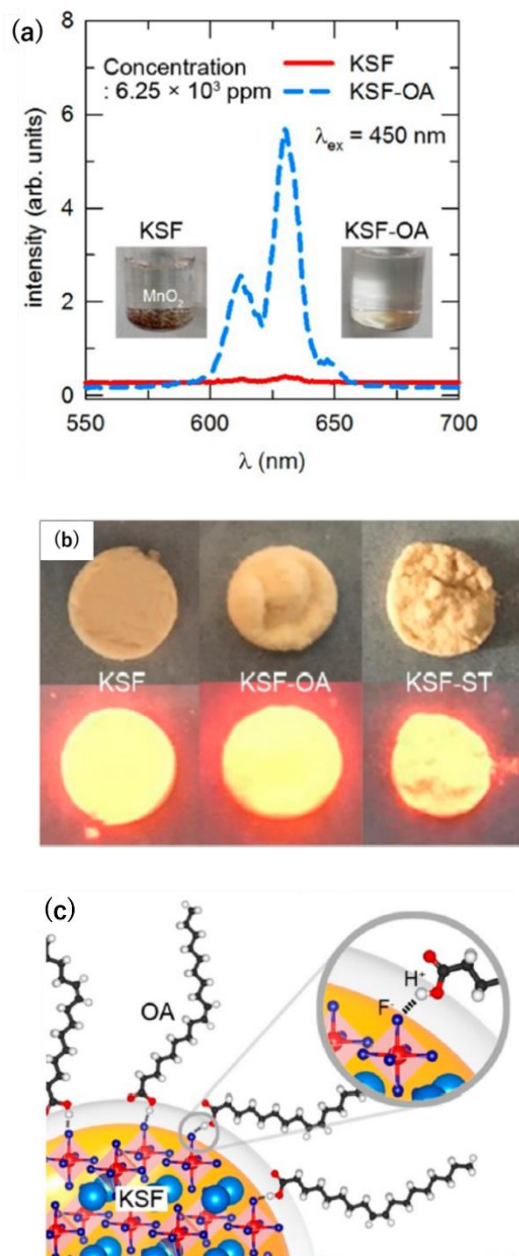 (a)
8
6
4
2
0
intensity (arb. units)
Concentration
: 6.25 × 10³ ppm
KSF
KSF-OA
λex = 450 nm
KSF
MnO₂
KSF-OA
550
600
650
700
λ (nm)
(b)
KSF
KSF-OA
KSF-ST
(c)
OA
H⁺
F⁻
KSF